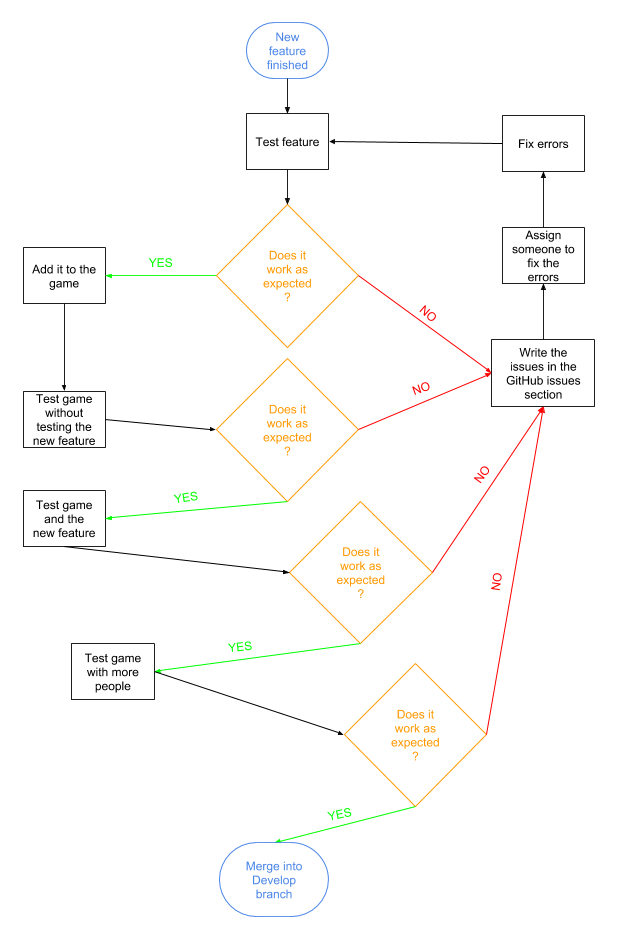 New
feature
finished
Test feature
Fix errors
Does it
work as
expected
?
YES
Add it to the
game
Assign
someone to
fix the
errors
NO
Write the
issues in the
GitHub issues
section
Test game
without
testing the
new feature
Does it
work as
expected
?
NO
YES
Test game
and the
new feature
NO
Does it
work as
expected
?
NO
YES
Test game
with more
people
Does it
work as
expected
?
YES
Merge into
Develop
branch